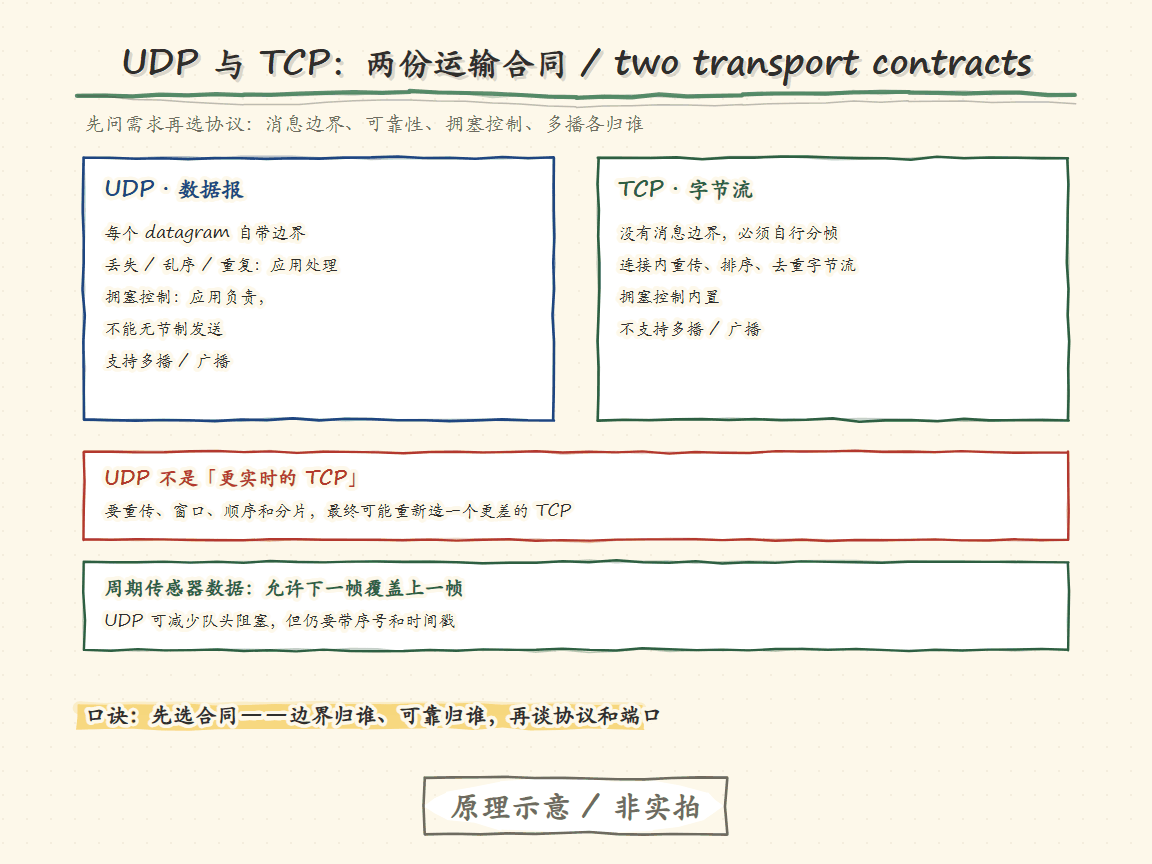 UDP 与 TCP：两份运输合同 / two transport contracts
先问需求再选协议：消息边界、可靠性、拥塞控制、多播各归谁
UDP · 数据报
每个 datagram 自带边界
丢失 / 乱序 / 重复：应用处理
拥塞控制：应用负责，
不能无节制发送
支持多播 / 广播
TCP · 字节流
没有消息边界，必须自行分帧
连接内重传、排序、去重字节流
拥塞控制内置
不支持多播 / 广播
UDP 不是「更实时的 TCP」
要重传、窗口、顺序和分片，最终可能重新造一个更差的 TCP
周期传感器数据：允许下一帧覆盖上一帧
UDP 可减少队头阻塞，但仍要带序号和时间戳
口诀：先选合同——边界归谁、可靠归谁，再谈协议和端口
原理示意 / 非实拍